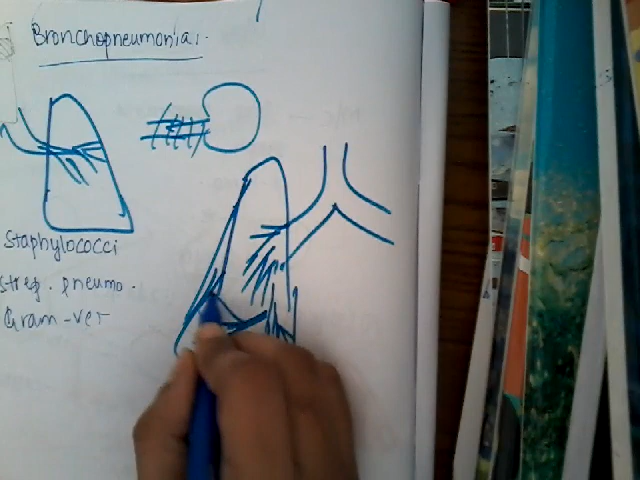 Bronchopneumonia:
Staphylococci
Strep. pneumo.
Gram -ve